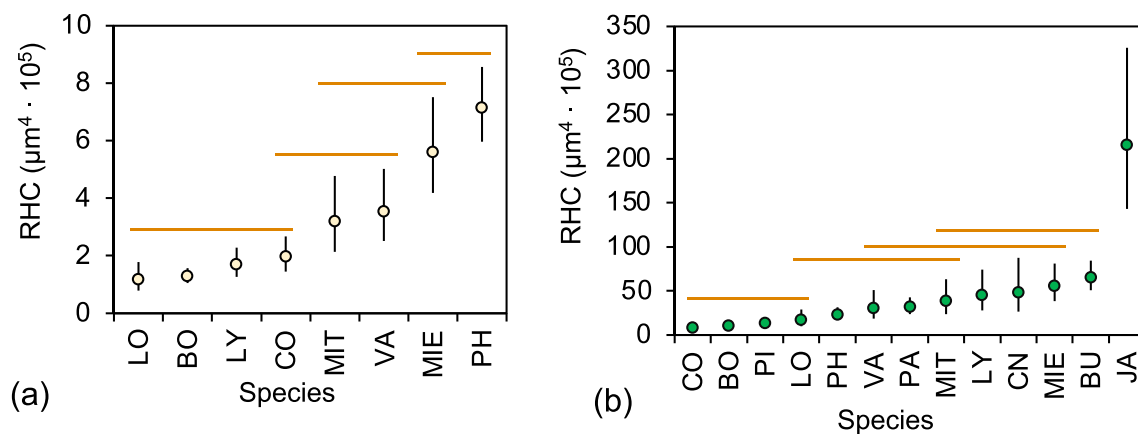 RHC (μm⁴ · 10⁵)
10
8
6
4
2
0
LO BO LY CO MIT VA MIE PH
Species
(a)
RHC (μm⁴ · 10⁵)
350
300
250
200
150
100
50
0
CO BO PI LO PH VA PA MIT LY CN MIE BU JA
Species
(b)